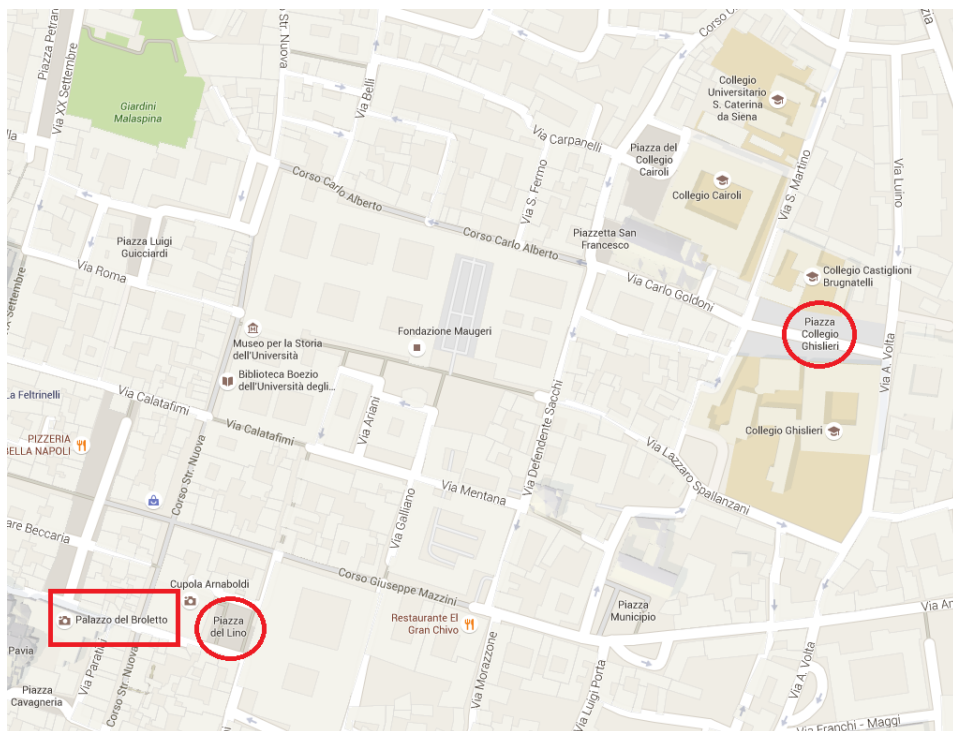 Piazza Petrar
Via XX Settembre
Giardini
Malaspina
o Str. Nuova
Via Belli
Corso C
Collegio
Universitario
S. Caterina
da Siena
Via Carpanelli
Piazza del
Collegio
Cairoli
Collegio Cairoli
Via S. Martino
Via Luino
Corso Carlo Alberto
Via S. Fermo
Corso Carlo Alberto
Piazzetta San
Francesco
Piazza Luigi
Guicciardi
Via Roma
Settembre
Via Carlo Goldoni
Collegio Castiglioni
Brugnatelli
Piazza
Collegio
Ghislieri
Via A. Volta
Museo per la Storia
dell'Università
Fondazione Maugeri
Biblioteca Boezio
dell'Università degli...
a Feltrinelli
Via Calatafimi
Via Calatafimi
Via Ariani
Via Defendente Sacchi
Collegio Ghislieri
Via Lazzaro Spallanzani
PIZZERIA
BELLA NAPOLI
Corso Str. Nuova
Via Mentana
Via Galliano
are Beccaria
Cupola Arnaboldi
Corso Giuseppe Mazzini
Palazzo del Broletto
Piazza
del Lino
Restaurante El
Gran Chivo
Piazza
Municipio
Via An
Pavia
Via Paratici
Corso Str. Nuova
Via Morazzone
Via Luigi Porta
Via A. Volta
Piazza
Cavagneria
Via Franchi - Maggi